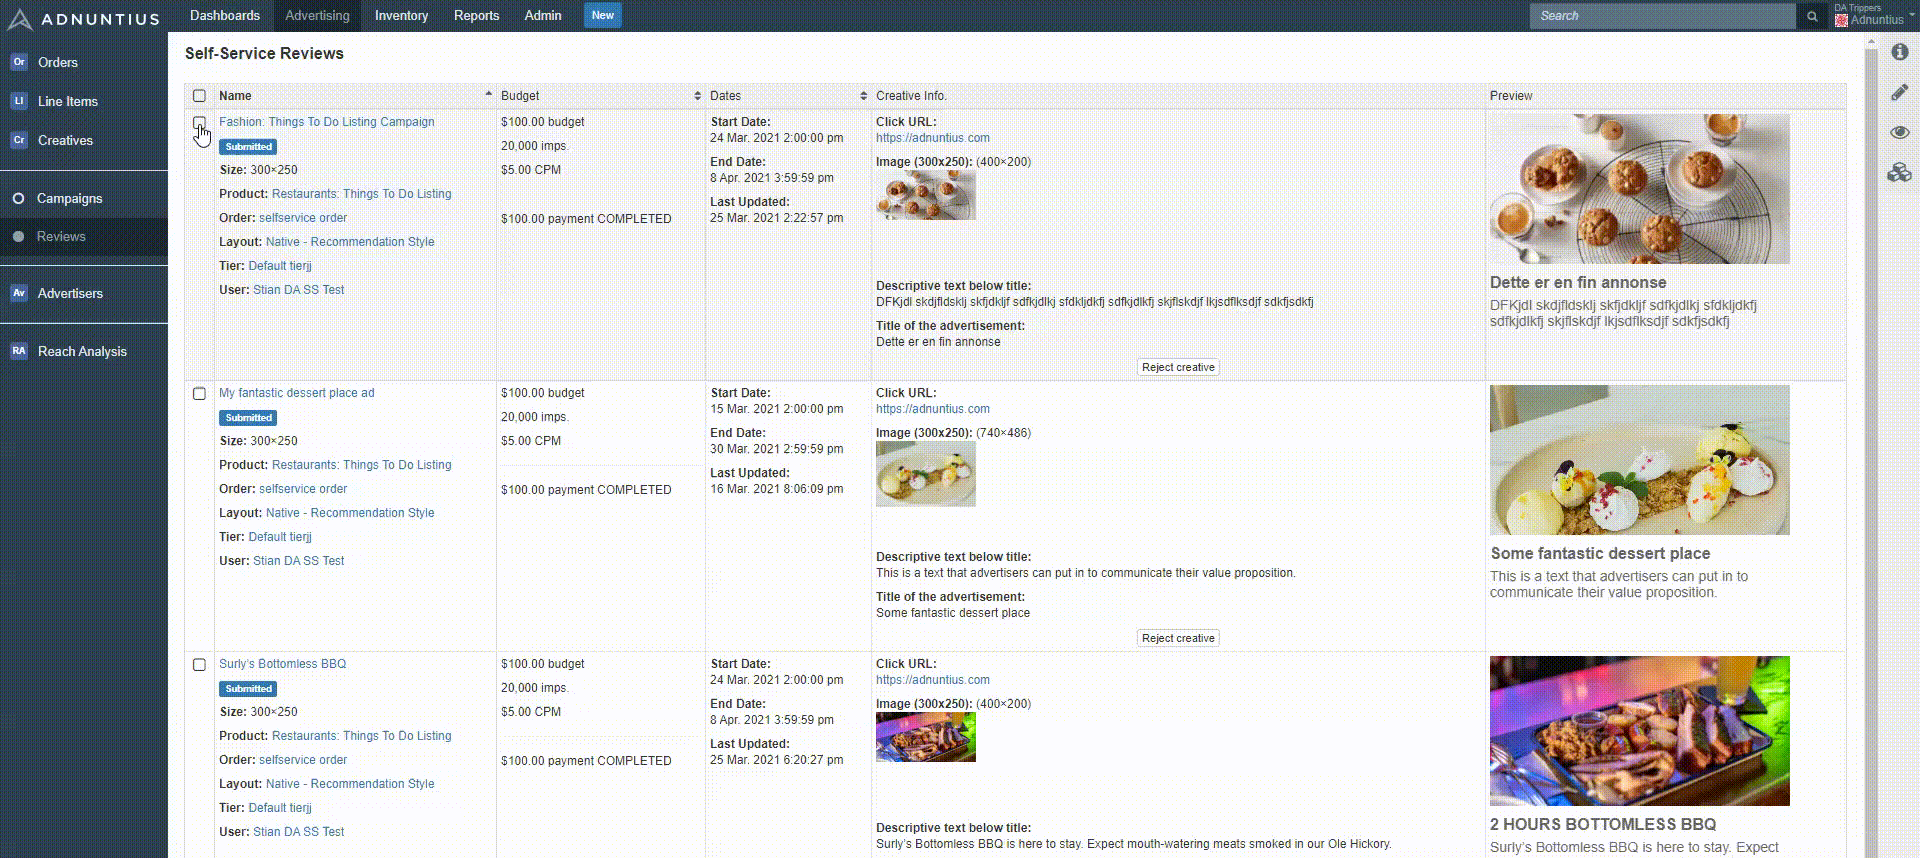 ADNUNTIUS
Dashboards Advertising Inventory Reports Admin New
Search
DA Trippers
Adnuntius
Or Orders
LI Line Items
Cr Creatives
Campaigns
Reviews
Av Advertisers
RA Reach Analysis
Self-Service Reviews
Name Budget Dates Creative Info. Preview
Fashion: Things To Do Listing Campaign
Submitted
Size: 300×250
Product: Restaurants: Things To Do Listing
Order: selfservice order
Layout: Native - Recommendation Style
Tier: Default tierjj
User: Stian DA SS Test
$100.00 budget
20,000 imps.
$5.00 CPM
$100.00 payment COMPLETED
Start Date:
24 Mar. 2021 2:00:00 pm
End Date:
8 Apr. 2021 3:59:59 pm
Last Updated:
25 Mar. 2021 2:22:57 pm
Click URL:
https://adnuntius.com
Image (300x250): (400×200)
Descriptive text below title:
DFKjdl skdjfldsklj skfjdkljf sdfkjdlkj sfdkljdkfj sdfkjdlkfj skjflskdjf lkjsdflksdjf sdkfjsdkfj
Title of the advertisement:
Dette er en fin annonse
Reject creative
Dette er en fin annonse
DFKjdl skdjfldsklj skfjdkljf sdfkjdlkj sfdkljdkfj
sdfkjdlkfj skjflskdjf lkjsdflksdjf sdkfjsdkfj
My fantastic dessert place ad
Submitted
Size: 300×250
Product: Restaurants: Things To Do Listing
Order: selfservice order
Layout: Native - Recommendation Style
Tier: Default tierjj
User: Stian DA SS Test
$100.00 budget
20,000 imps.
$5.00 CPM
$100.00 payment COMPLETED
Start Date:
15 Mar. 2021 2:00:00 pm
End Date:
30 Mar. 2021 2:59:59 pm
Last Updated:
16 Mar. 2021 8:06:09 pm
Click URL:
https://adnuntius.com
Image (300x250): (740×486)
Descriptive text below title:
This is a text that advertisers can put in to communicate their value proposition.
Title of the advertisement:
Some fantastic dessert place
Reject creative
Some fantastic dessert place
This is a text that advertisers can put in to
communicate their value proposition.
Surly's Bottomless BBQ
Submitted
Size: 300×250
Product: Restaurants: Things To Do Listing
Order: selfservice order
Layout: Native - Recommendation Style
Tier: Default tierjj
User: Stian DA SS Test
$100.00 budget
20,000 imps.
$5.00 CPM
$100.00 payment COMPLETED
Start Date:
24 Mar. 2021 2:00:00 pm
End Date:
8 Apr. 2021 3:59:59 pm
Last Updated:
25 Mar. 2021 6:20:27 pm
Click URL:
https://adnuntius.com
Image (300x250): (400×200)
Descriptive text below title:
Surly's Bottomless BBQ is here to stay. Expect mouth-watering meats smoked in our Ole Hickory.
2 HOURS BOTTOMLESS BBQ
Surly's Bottomless BBQ is here to stay. Expect